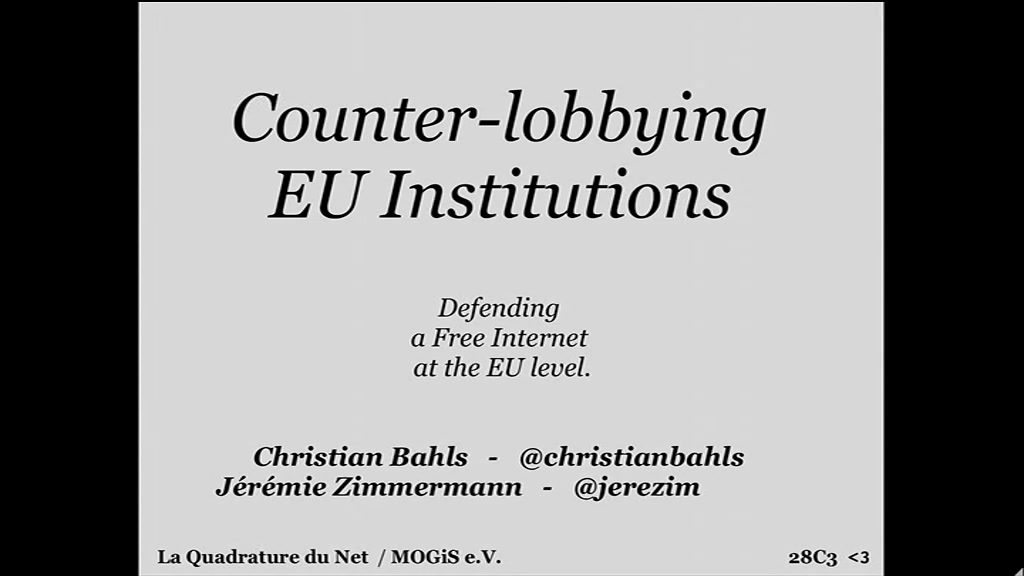 Counter-lobbying
EU Institutions
Defending
a Free Internet
at the EU level.
Christian Bahls - @christianbahls
Jérémie Zimmermann - @jerezim
La Quadrature du Net / MOGiS e.V.
28C3 <3